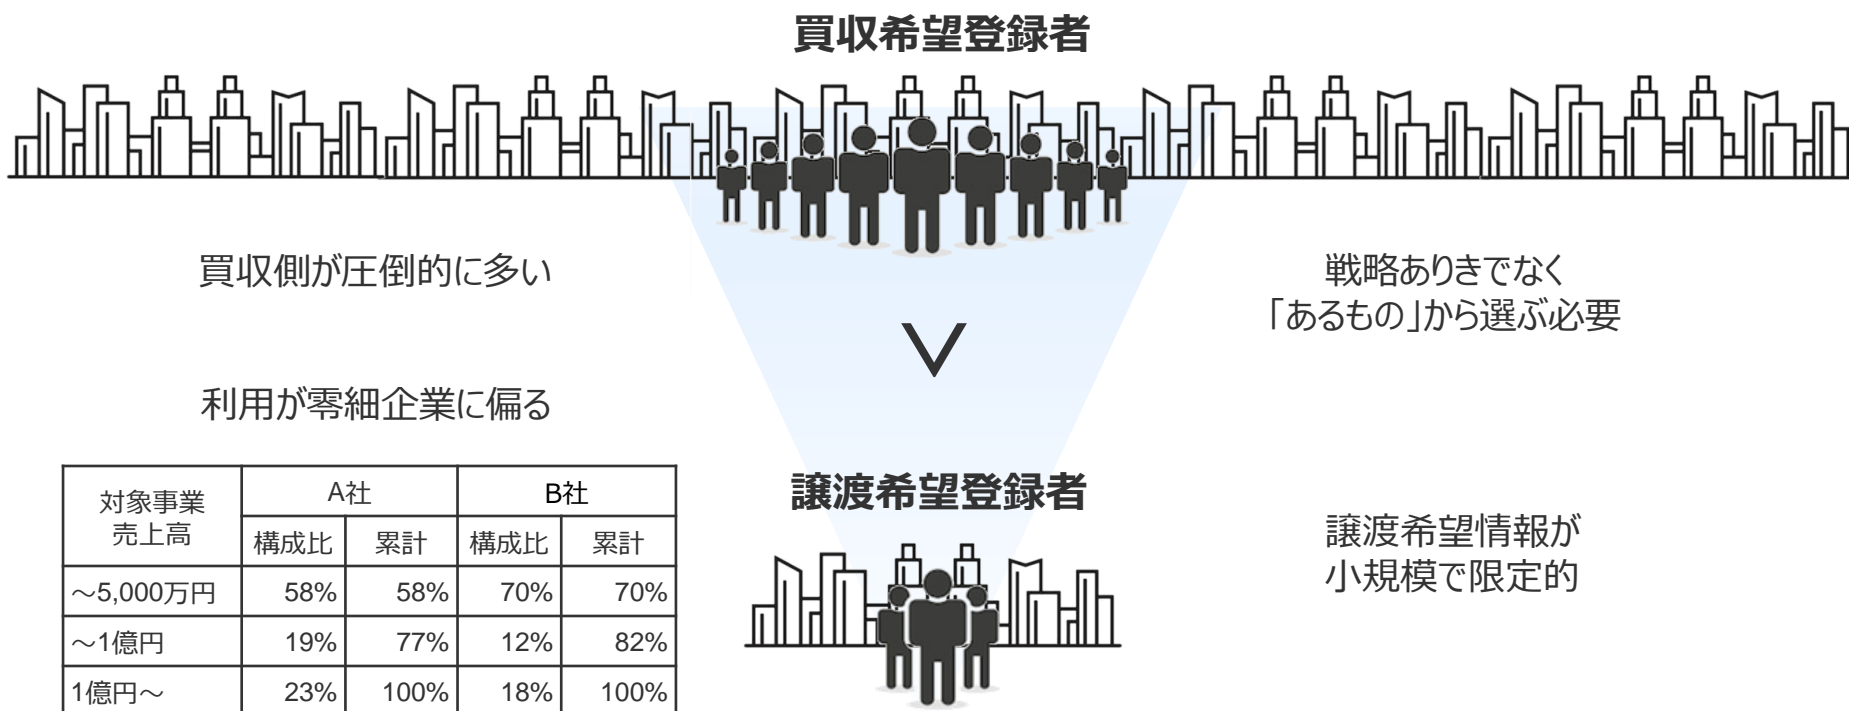 買収希望登録者
買収側が圧倒的に多い
戦略ありきでなく
「あるもの」から選ぶ必要
利用が零細企業に偏る
対象事業
売上高
A社
B社
構成比 累計 構成比 累計
～5,000万円 58% 58% 70% 70%
～1億円 19% 77% 12% 82%
1億円～ 23% 100% 18% 100%
譲渡希望登録者
譲渡希望情報が
小規模で限定的